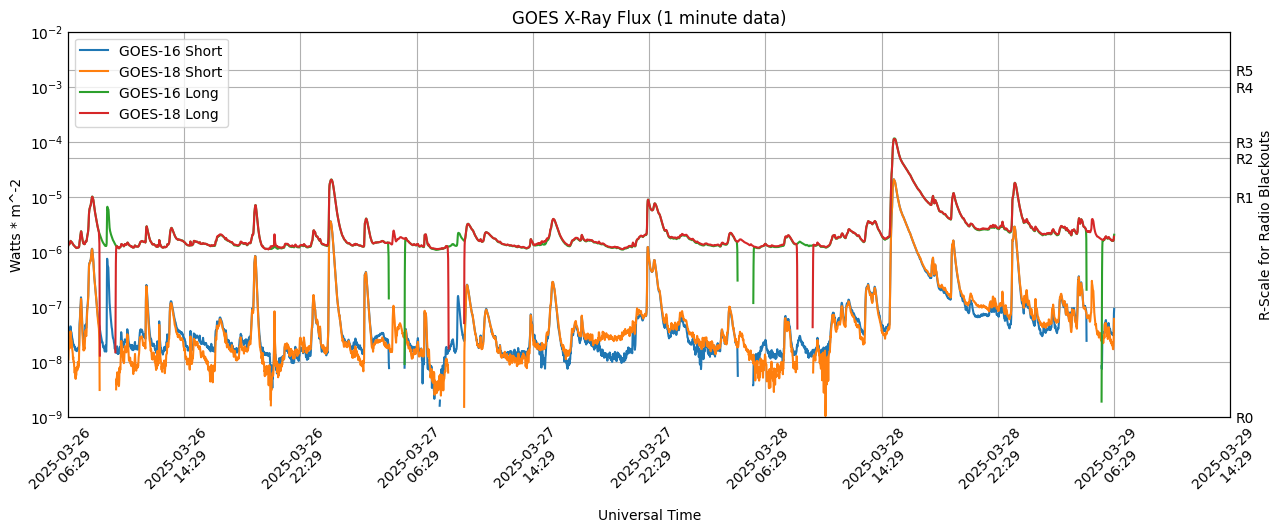 GOES X-Ray Flux (1 minute data)
GOES-16 Short
GOES-18 Short
GOES-16 Long
GOES-18 Long
10^-2
10^-3
10^-4
10^-5
10^-6
10^-7
10^-8
10^-9
Watts * m^-2
R5
R4
R3
R2
R1
R0
R-Scale for Radio Blackouts
2025-03-26
06:29
2025-03-26
14:29
2025-03-26
22:29
2025-03-27
06:29
2025-03-27
14:29
2025-03-27
22:29
2025-03-28
06:29
2025-03-28
14:29
2025-03-28
22:29
2025-03-29
06:29
2025-03-29
14:29
Universal Time